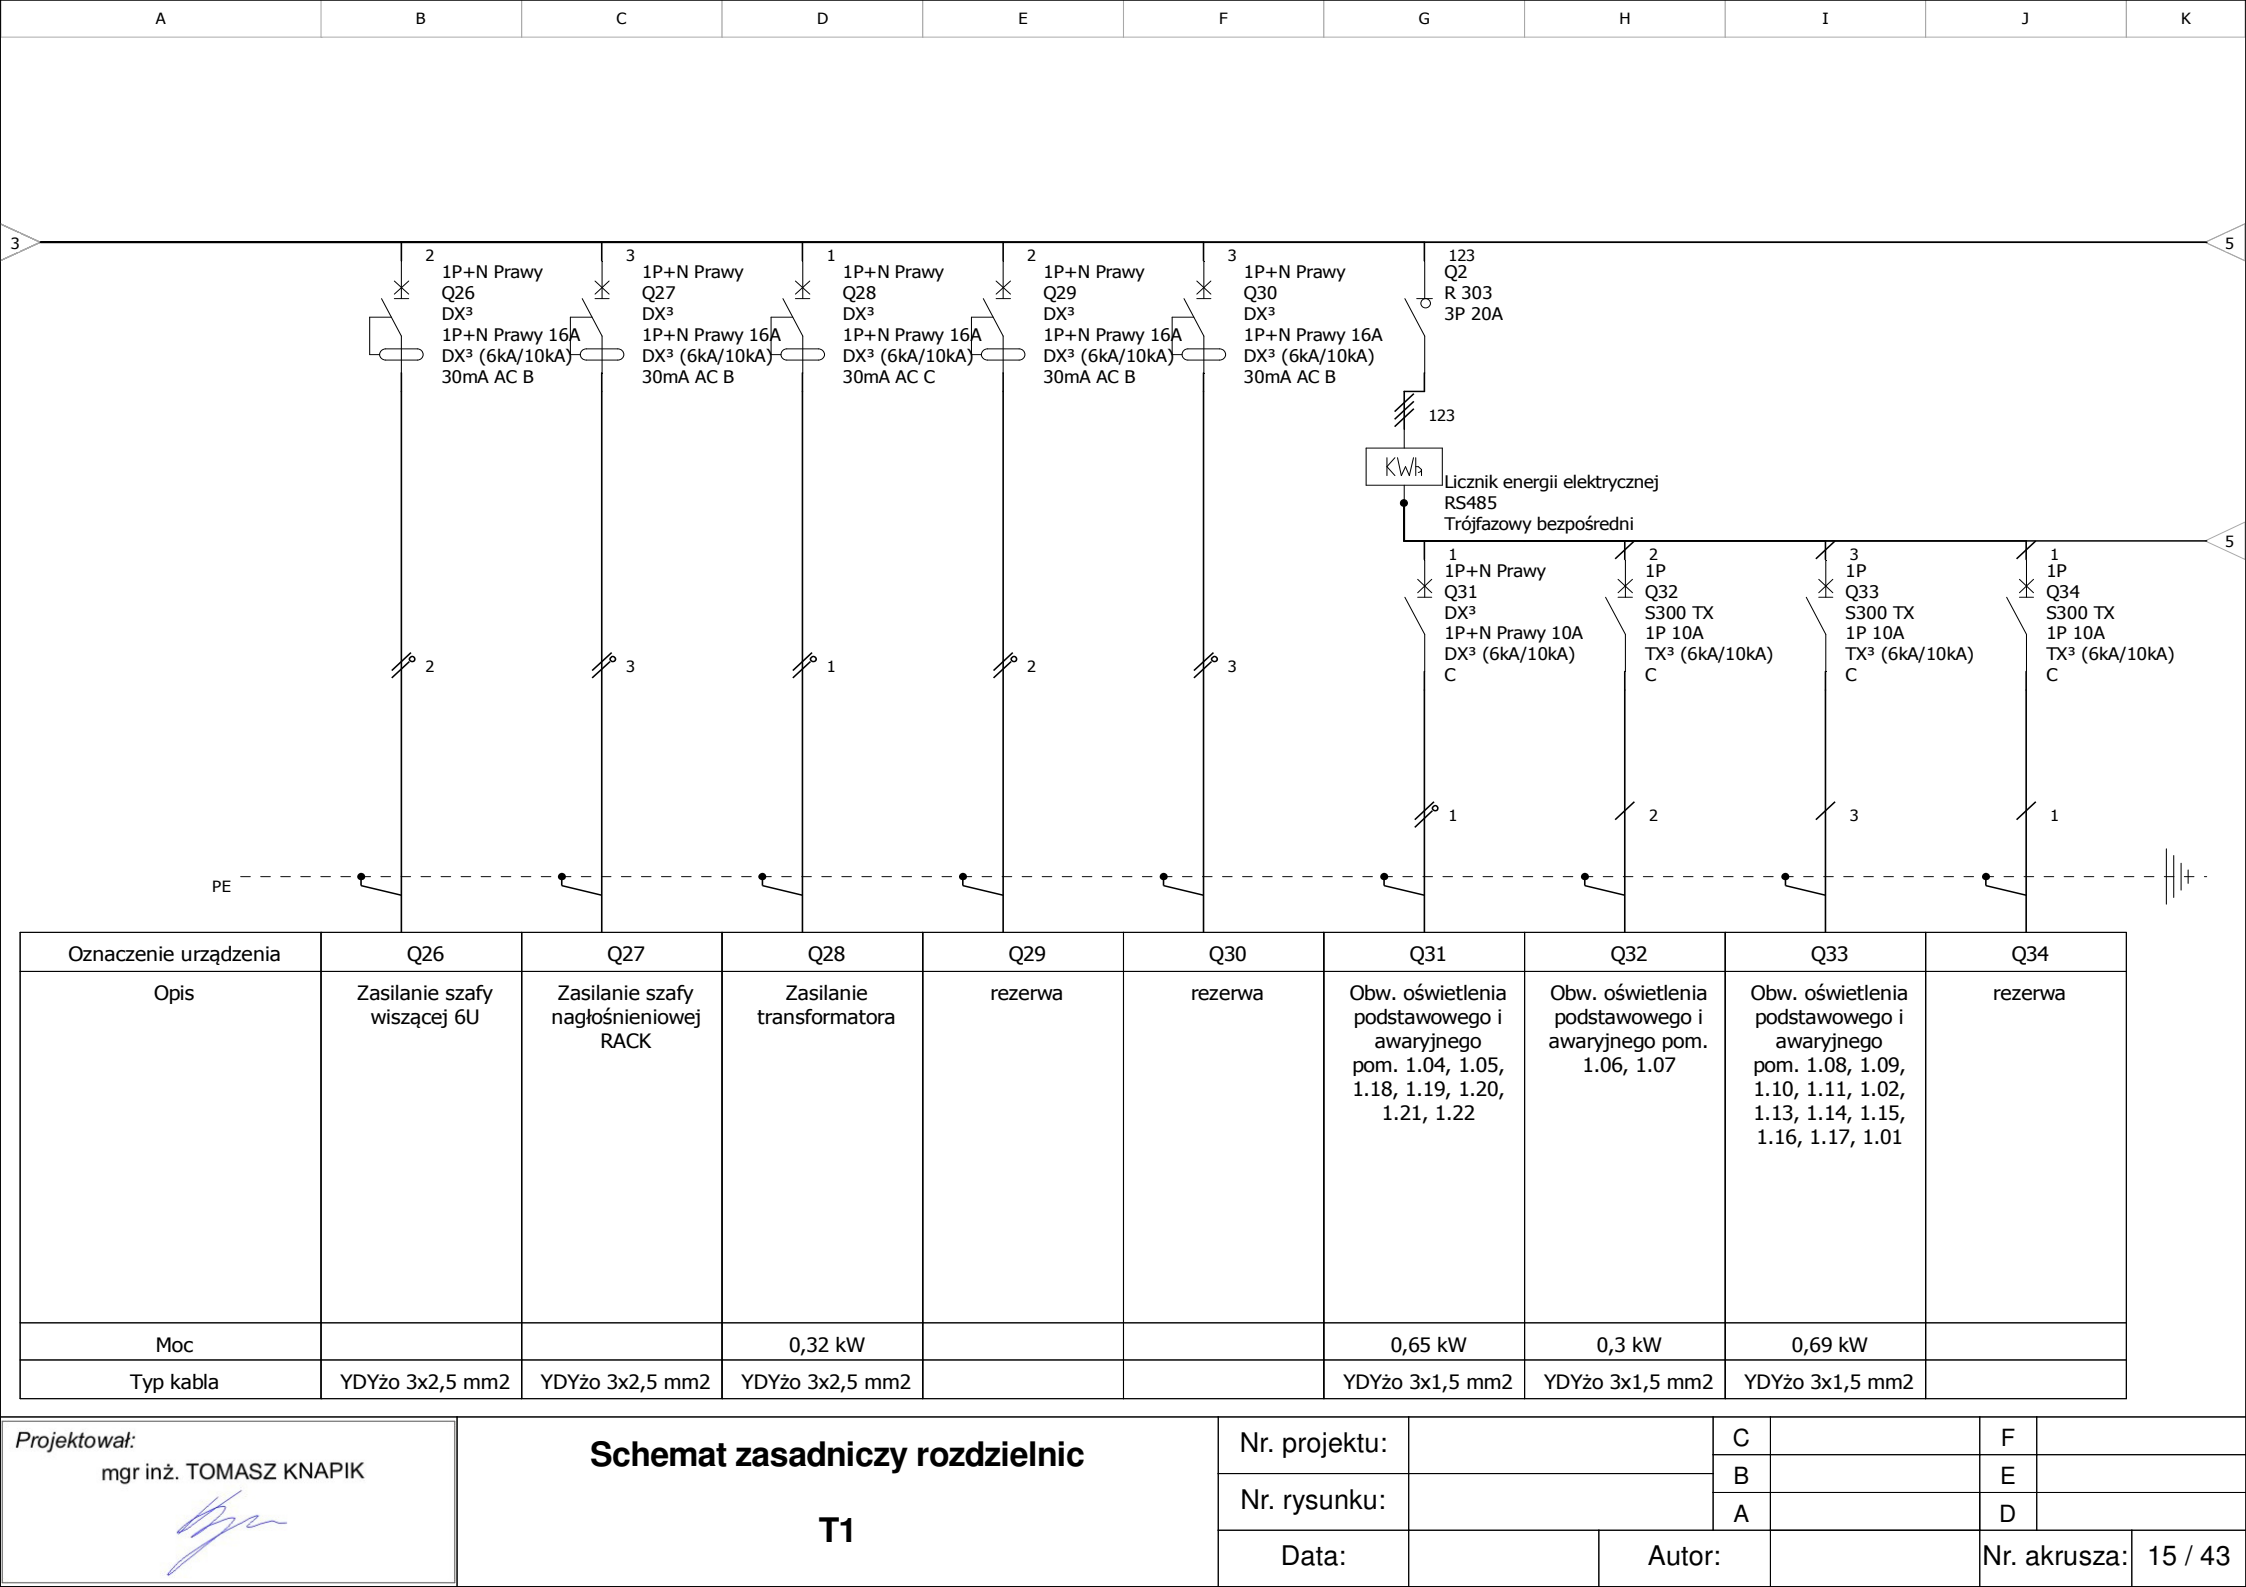 A B C D E F G H I J K
3
5
2
1P+N Prawy
Q26
DX³
1P+N Prawy 16A
DX³ (6kA/10kA)
30mA AC B
3
1P+N Prawy
Q27
DX³
1P+N Prawy 16A
DX³ (6kA/10kA)
30mA AC B
1
1P+N Prawy
Q28
DX³
1P+N Prawy 16A
DX³ (6kA/10kA)
30mA AC C
2
1P+N Prawy
Q29
DX³
1P+N Prawy 16A
DX³ (6kA/10kA)
30mA AC B
3
1P+N Prawy
Q30
DX³
1P+N Prawy 16A
DX³ (6kA/10kA)
30mA AC B
123
Q2
R 303
3P 20A
123
KWh
Licznik energii elektrycznej
RS485
Trójfazowy bezpośredni
5
1
1P+N Prawy
Q31
DX³
1P+N Prawy 10A
DX³ (6kA/10kA)
C
2
1P
Q32
S300 TX
1P 10A
TX³ (6kA/10kA)
C
3
1P
Q33
S300 TX
1P 10A
TX³ (6kA/10kA)
C
1
1P
Q34
S300 TX
1P 10A
TX³ (6kA/10kA)
C
2 3 1 2 3
1 2 3 1
PE
Oznaczenie urządzenia Q26 Q27 Q28 Q29 Q30 Q31 Q32 Q33 Q34
Opis
Zasilanie szafy
wiszącej 6U
Zasilanie szafy
nagłośnieniowej
RACK
Zasilanie
transformatora
rezerwa
rezerwa
Obw. oświetlenia
podstawowego i
awaryjnego
pom. 1.04, 1.05,
1.18, 1.19, 1.20,
1.21, 1.22
Obw. oświetlenia
podstawowego i
awaryjnego pom.
1.06, 1.07
Obw. oświetlenia
podstawowego i
awaryjnego
pom. 1.08, 1.09,
1.10, 1.11, 1.02,
1.13, 1.14, 1.15,
1.16, 1.17, 1.01
rezerwa
Moc 0,32 kW 0,65 kW 0,3 kW 0,69 kW
Typ kabla YDYżo 3x2,5 mm2 YDYżo 3x2,5 mm2 YDYżo 3x2,5 mm2 YDYżo 3x1,5 mm2 YDYżo 3x1,5 mm2 YDYżo 3x1,5 mm2
Projektował:
mgr inż. TOMASZ KNAPIK
Schemat zasadniczy rozdzielnic
T1
Nr. projektu:
Nr. rysunku:
Data:
Autor:
C F
B E
A D
Nr. akrusza: 15 / 43